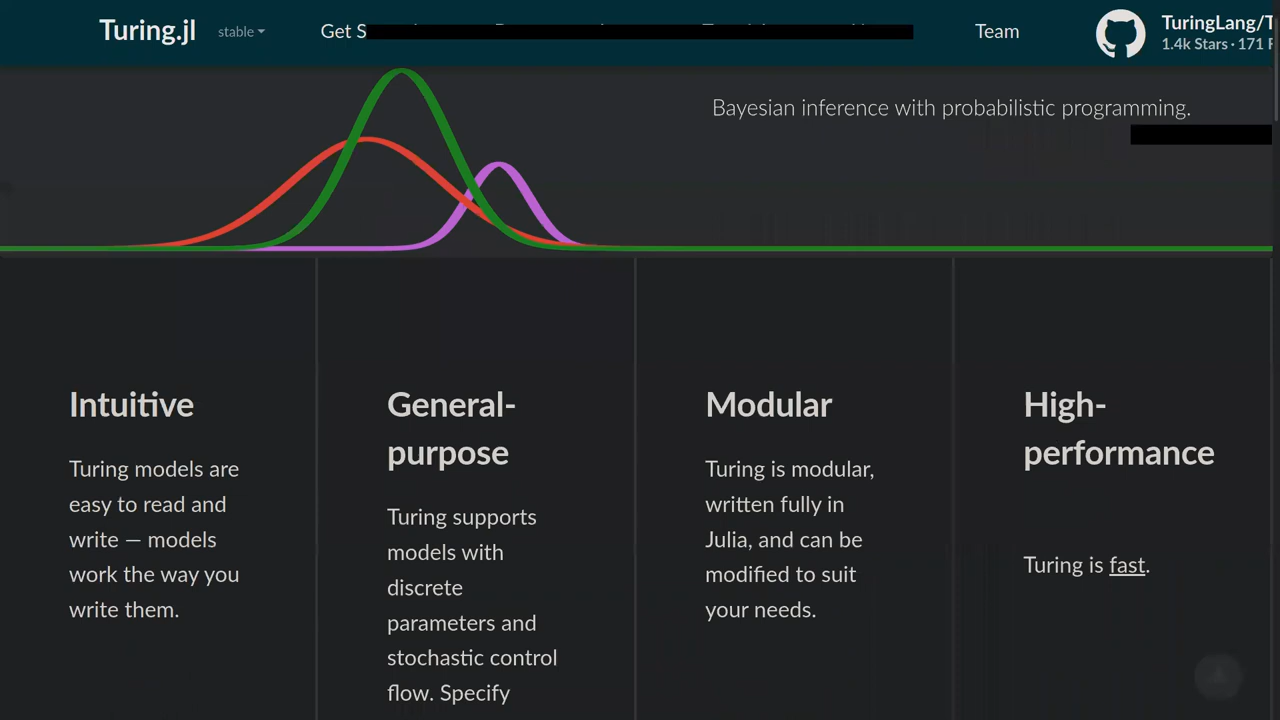 Turing.jl stable Get S Team TuringLang/T
1.4k Stars · 171 F
Bayesian inference with probabilistic programming.
Intuitive
Turing models are
easy to read and
write — models
work the way you
write them.
General-
purpose
Turing supports
models with
discrete
parameters and
stochastic control
flow. Specify
Modular
Turing is modular,
written fully in
Julia, and can be
modified to suit
your needs.
High-
performance
Turing is fast.